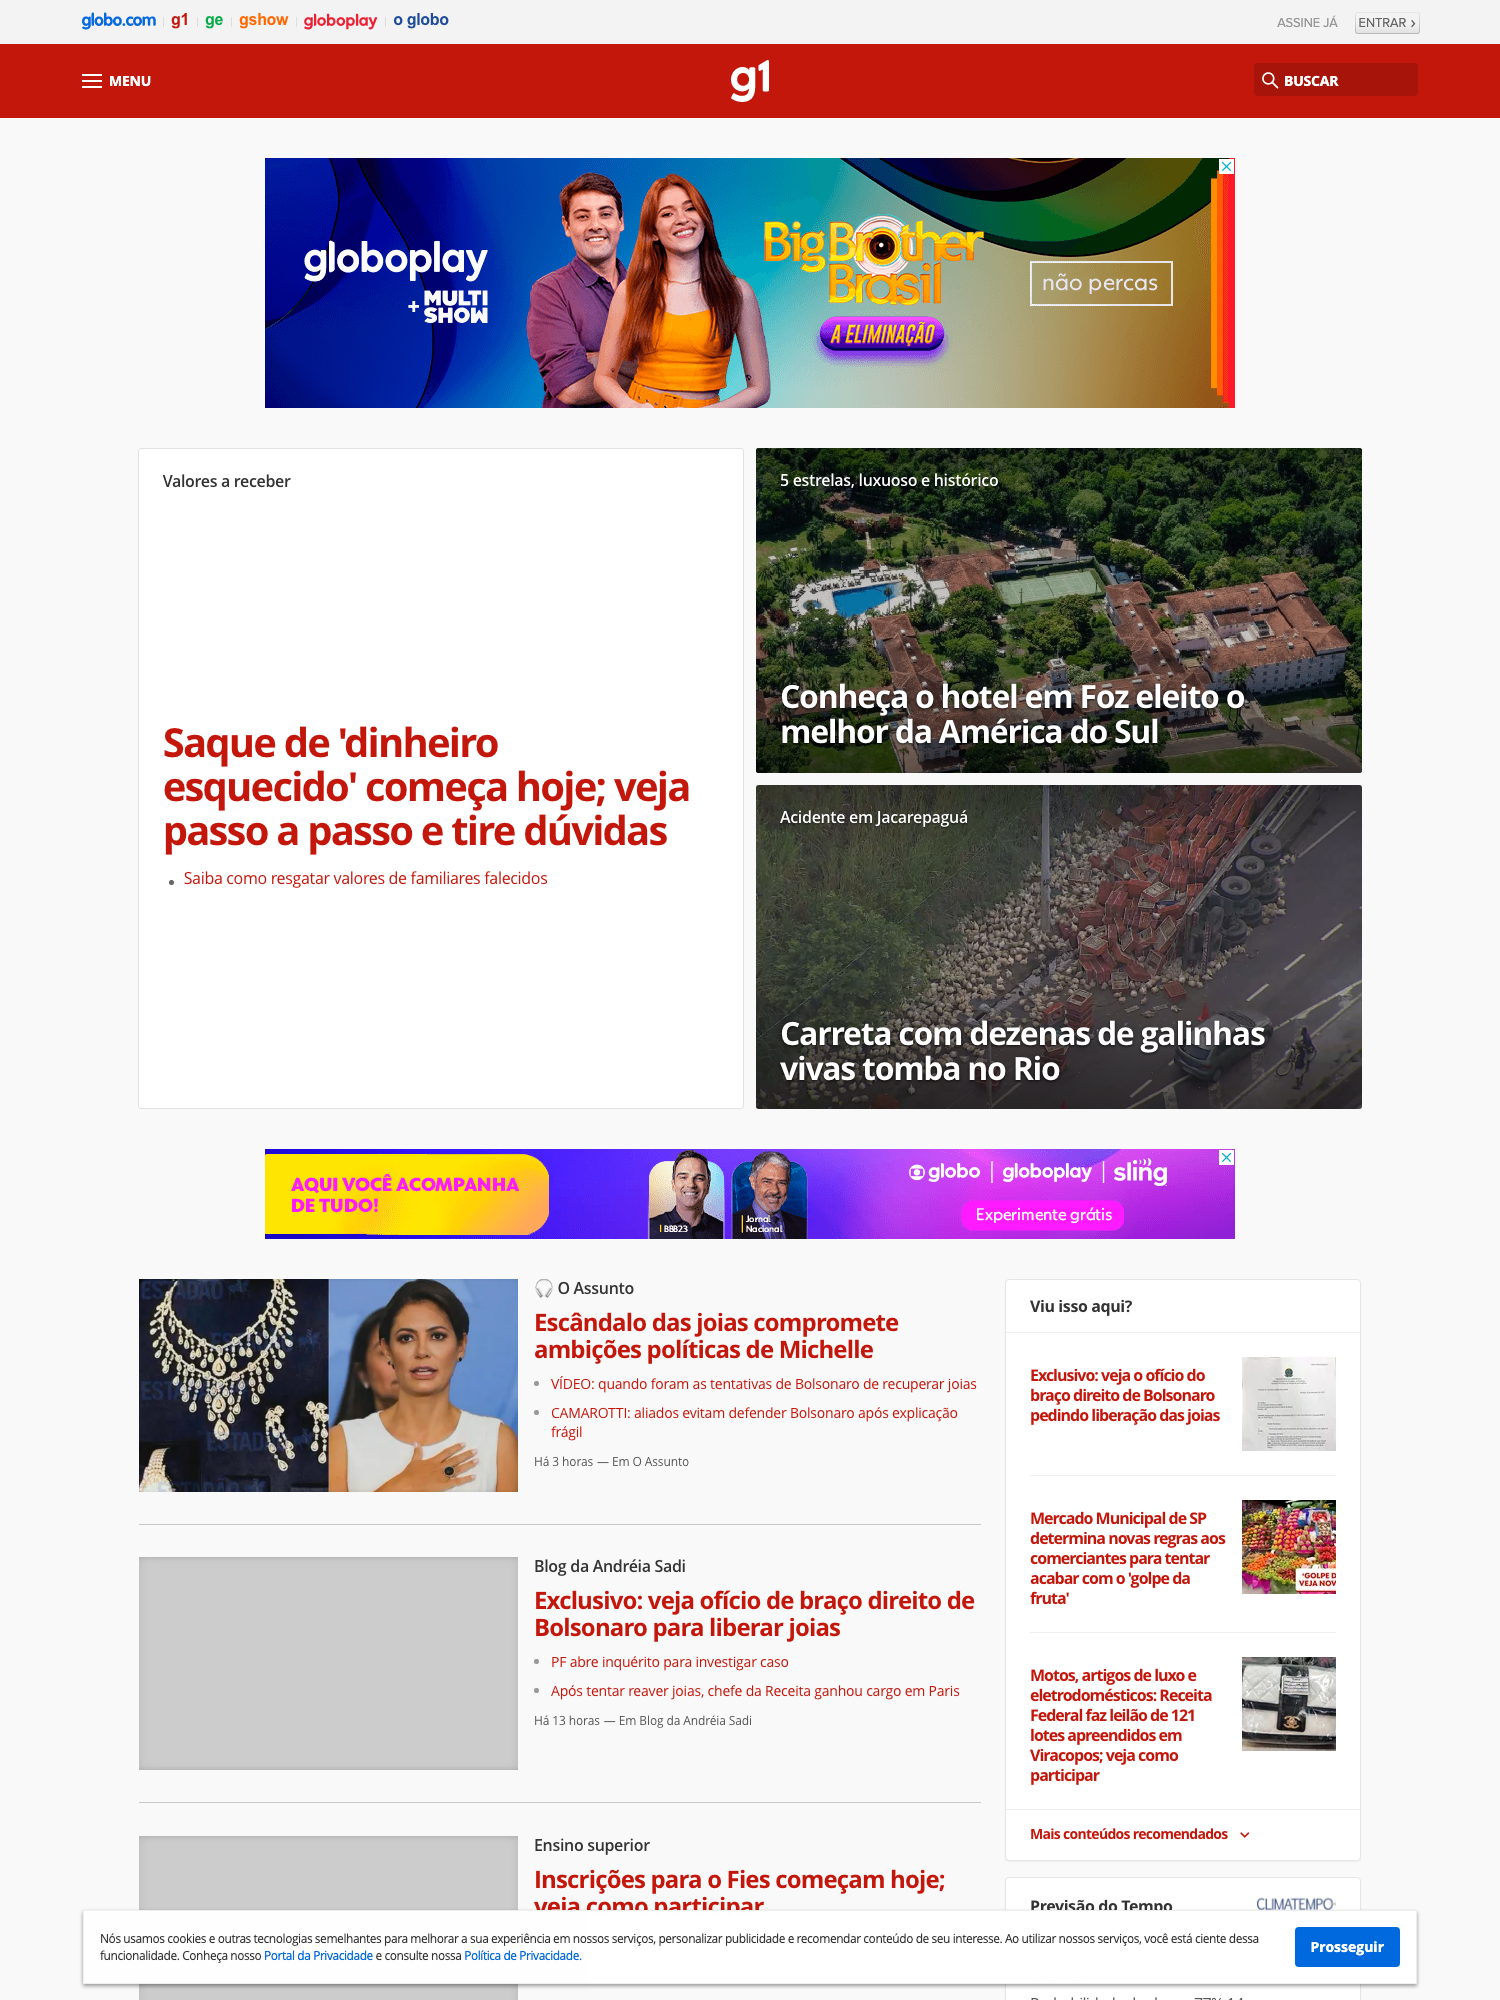 globo.com g1 ge gshow globoplay o globo
ASSINE JÁ ENTRAR ›
MENU
g1
BUSCAR
globoplay
+ MULTI
SHOW
Big Brother
Brasil
A ELIMINAÇÃO
não percas
Valores a receber
Saque de 'dinheiro
esquecido' começa hoje; veja
passo a passo e tire dúvidas
Saiba como resgatar valores de familiares falecidos
5 estrelas, luxuoso e histórico
Conheça o hotel em Foz eleito o
melhor da América do Sul
Acidente em Jacarepaguá
Carreta com dezenas de galinhas
vivas tomba no Rio
AQUI VOCÊ ACOMPANHA
DE TUDO!
BBB23
Jornal
Nacional
globo | globoplay | sling
Experimente grátis
O Assunto
Escândalo das joias compromete
ambições políticas de Michelle
VÍDEO: quando foram as tentativas de Bolsonaro de recuperar joias
CAMAROTTI: aliados evitam defender Bolsonaro após explicação
frágil
Há 3 horas — Em O Assunto
Blog da Andréia Sadi
Exclusivo: veja ofício de braço direito de
Bolsonaro para liberar joias
PF abre inquérito para investigar caso
Após tentar reaver joias, chefe da Receita ganhou cargo em Paris
Há 13 horas — Em Blog da Andréia Sadi
Ensino superior
Inscrições para o Fies começam hoje;
veja como participar
Viu isso aqui?
Exclusivo: veja o ofício do
braço direito de Bolsonaro
pedindo liberação das joias
Mercado Municipal de SP
determina novas regras aos
comerciantes para tentar
acabar com o 'golpe da
fruta'
'GOLPE D
VEJA NOV
Motos, artigos de luxo e
eletrodomésticos: Receita
Federal faz leilão de 121
lotes apreendidos em
Viracopos; veja como
participar
Mais conteúdos recomendados
Previsão do Tempo
CLIMATEMPO
Nós usamos cookies e outras tecnologias semelhantes para melhorar a sua experiência em nossos serviços, personalizar publicidade e recomendar conteúdo de seu interesse. Ao utilizar nossos serviços, você está ciente dessa
funcionalidade. Conheça nosso Portal da Privacidade e consulte nossa Política de Privacidade.
Prosseguir